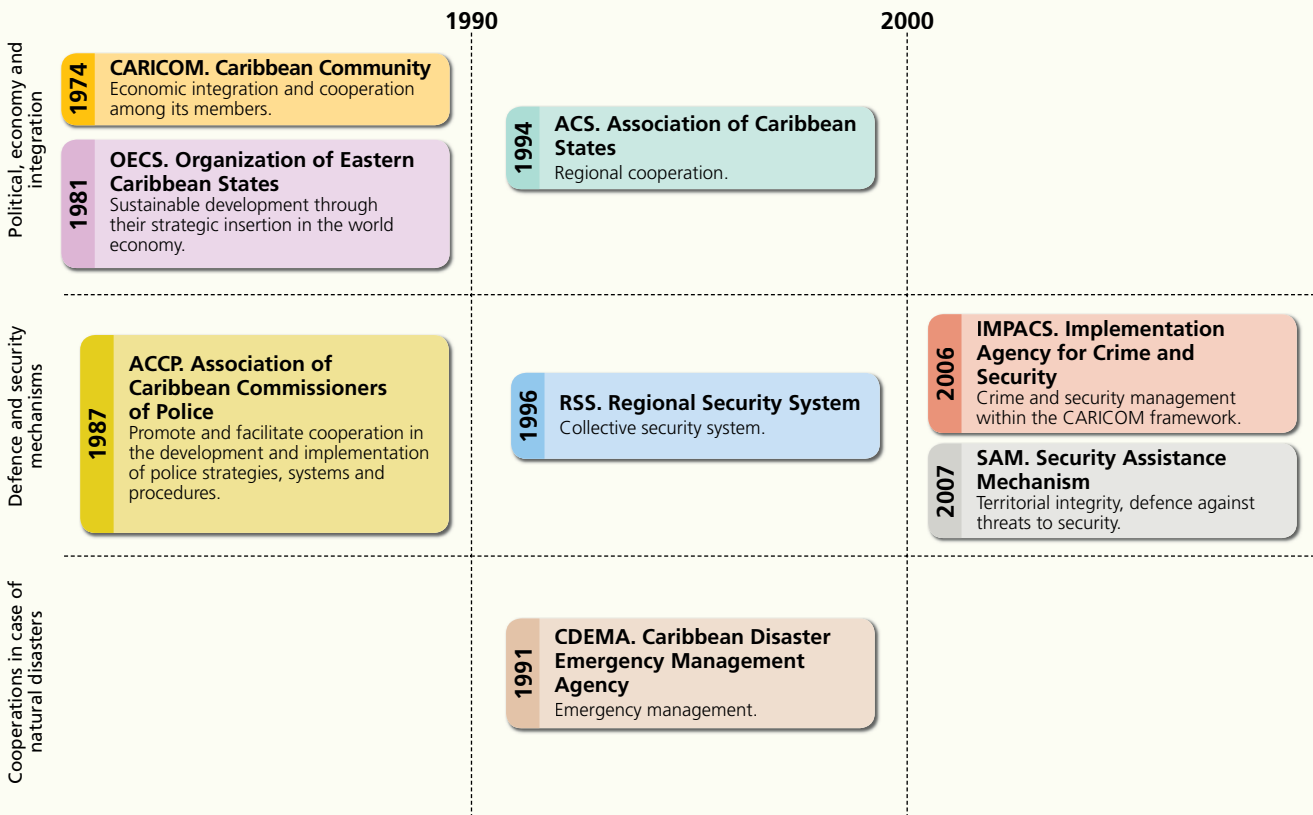 1990
2000
Political, economy and
integration
1974
CARICOM. Caribbean Community
Economic integration and cooperation
among its members.
1981
OECS. Organization of Eastern
Caribbean States
Sustainable development through
their strategic insertion in the world
economy.
1994
ACS. Association of Caribbean
States
Regional cooperation.
Defence and security
mechanisms
1987
ACCP. Association of
Caribbean Commissioners
of Police
Promote and facilitate cooperation in
the development and implementation
of police strategies, systems and
procedures.
1996
RSS. Regional Security System
Collective security system.
2006
IMPACS. Implementation
Agency for Crime and
Security
Crime and security management
within the CARICOM framework.
2007
SAM. Security Assistance
Mechanism
Territorial integrity, defence against
threats to security.
Cooperations in case of
natural disasters
1991
CDEMA. Caribbean Disaster
Emergency Management
Agency
Emergency management.